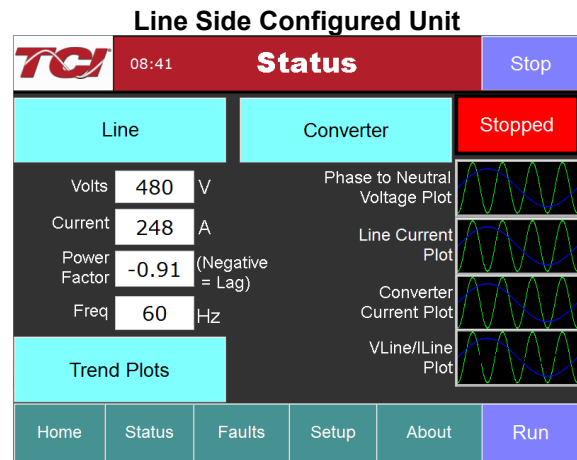 Line Side Configured Unit
TCI
08:41
Status
Stop
Line
Converter
Stopped
Volts
480
V
Current
248
A
Power
Factor
-0.91
(Negative
= Lag)
Freq
60
Hz
Phase to Neutral
Voltage Plot
Line Current
Plot
Converter
Current Plot
VLine/ILine
Plot
Trend Plots
Home
Status
Faults
Setup
About
Run